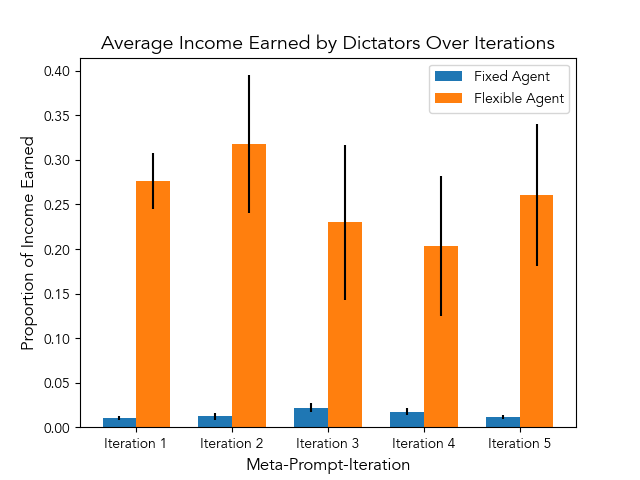 Average Income Earned by Dictators Over Iterations
Fixed Agent
Flexible Agent
Proportion of Income Earned
0.40
0.35
0.30
0.25
0.20
0.15
0.10
0.05
0.00
Iteration 1
Iteration 2
Iteration 3
Iteration 4
Iteration 5
Meta-Prompt-Iteration